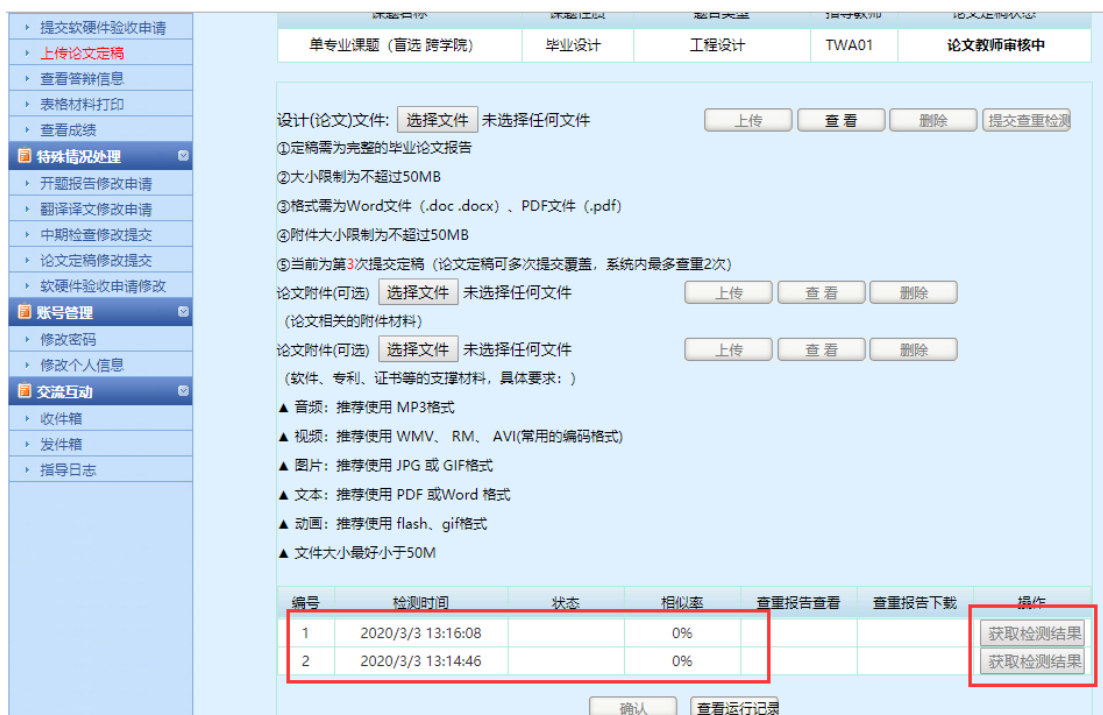 提交软硬件验收申请
上传论文定稿
查看答辩信息
表格材料打印
查看成绩
特殊情况处理
开题报告修改申请
翻译译文修改申请
中期检查修改提交
论文定稿修改提交
软硬件验收申请修改
账号管理
修改密码
修改个人信息
交流互动
收件箱
发件箱
指导日志
课题名称 课题性质 题目类型 指导教师 论文定稿状态
单专业课题（盲选 跨学院） 毕业设计 工程设计 TWA01 论文教师审核中
设计(论文)文件: 选择文件 未选择任何文件 上传 查看 删除 提交查重检测
①定稿需为完整的毕业论文报告
②大小限制为不超过50MB
③格式需为Word文件（.doc .docx）、PDF文件（.pdf)
④附件大小限制为不超过50MB
⑤当前为第3次提交定稿（论文定稿可多次提交覆盖，系统内最多查重2次）
论文附件(可选) 选择文件 未选择任何文件 上传 查看 删除
（论文相关的附件材料）
论文附件(可选) 选择文件 未选择任何文件 上传 查看 删除
（软件、专利、证书等的支撑材料，具体要求：）
▲ 音频：推荐使用 MP3格式
▲ 视频：推荐使用 WMV、 RM、 AVI(常用的编码格式)
▲ 图片：推荐使用 JPG 或 GIF格式
▲ 文本：推荐使用 PDF 或Word 格式
▲ 动画：推荐使用 flash、gif格式
▲ 文件大小最好小于50M
编号 检测时间 状态 相似率 查重报告查看 查重报告下载 操作
1 2020/3/3 13:16:08 0% 获取检测结果
2 2020/3/3 13:14:46 0% 获取检测结果
确认 查看运行记录